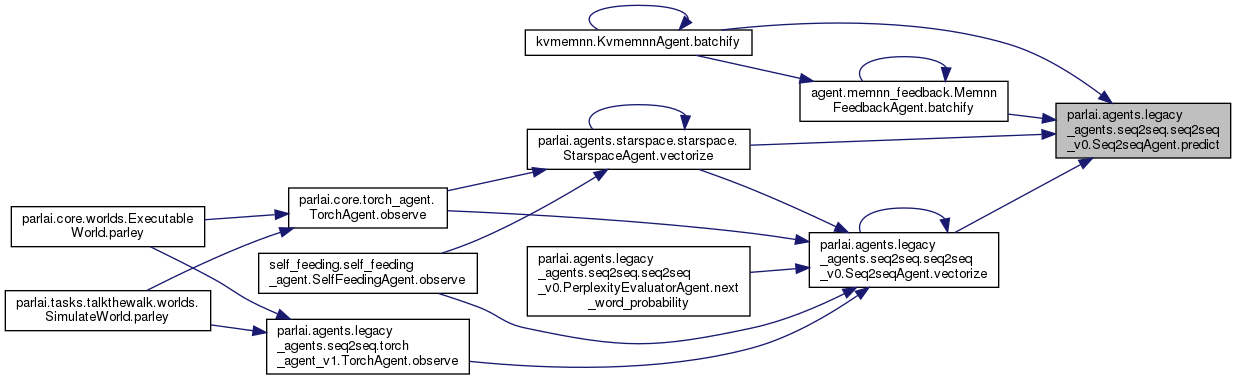 kvmemnn.KvmemnnAgent.batchify
agent.memnn_feedback.Memnn
FeedbackAgent.batchify
parlai.agents.legacy
_agents.seq2seq.seq2seq
_v0.Seq2seqAgent.predict
parlai.agents.starspace.starspace.
StarspaceAgent.vectorize
parlai.core.torch_agent.
TorchAgent.observe
parlai.core.worlds.Executable
World.parley
parlai.agents.legacy
_agents.seq2seq.seq2seq
_v0.Seq2seqAgent.vectorize
self_feeding.self_feeding
_agent.SelfFeedingAgent.observe
parlai.agents.legacy
_agents.seq2seq.seq2seq
_v0.PerplexityEvaluatorAgent.next
_word_probability
parlai.tasks.talkthewalk.worlds.
SimulateWorld.parley
parlai.agents.legacy
_agents.seq2seq.torch
_agent_v1.TorchAgent.observe